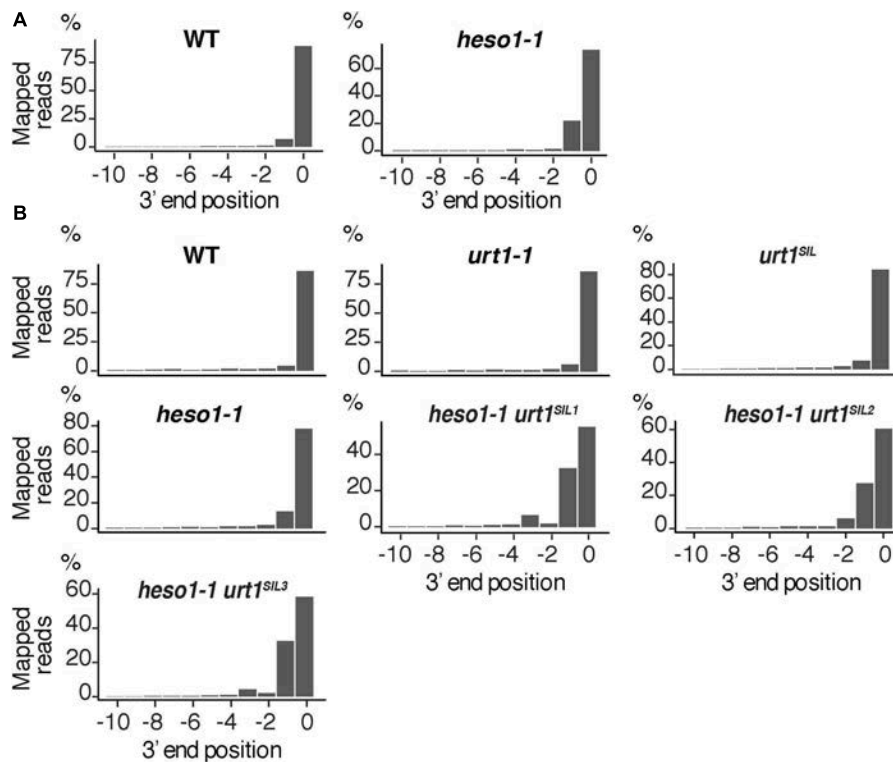 A
%
WT
Mapped reads
75
50
25
0
-10 -8 -6 -4 -2 0
3' end position
%
heso1-1
60
40
20
0
-10 -8 -6 -4 -2 0
3' end position
B
%
WT
Mapped reads
75
50
25
0
%
urt1-1
75
50
25
0
%
urt1SIL
80
60
40
20
0
%
heso1-1
Mapped reads
80
60
40
20
0
%
heso1-1 urt1SIL1
40
20
0
-10 -8 -6 -4 -2 0
3' end position
%
heso1-1 urt1SIL2
60
40
20
0
-10 -8 -6 -4 -2 0
3' end position
%
heso1-1 urt1SIL3
Mapped reads
60
40
20
0
-10 -8 -6 -4 -2 0
3' end position